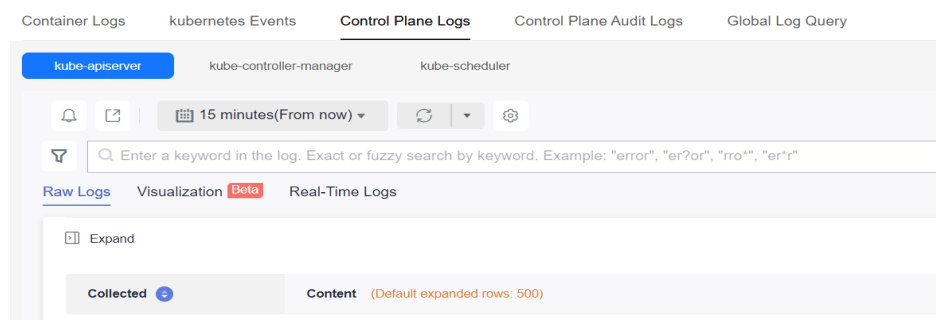 Container Logs kubernetes Events Control Plane Logs Control Plane Audit Logs Global Log Query
kube-apiserver kube-controller-manager kube-scheduler
15 minutes(From now)
Enter a keyword in the log. Exact or fuzzy search by keyword. Example: "error", "er?or", "rro*", "er*r"
Raw Logs Visualization Beta Real-Time Logs
Expand
Collected Content (Default expanded rows: 500)